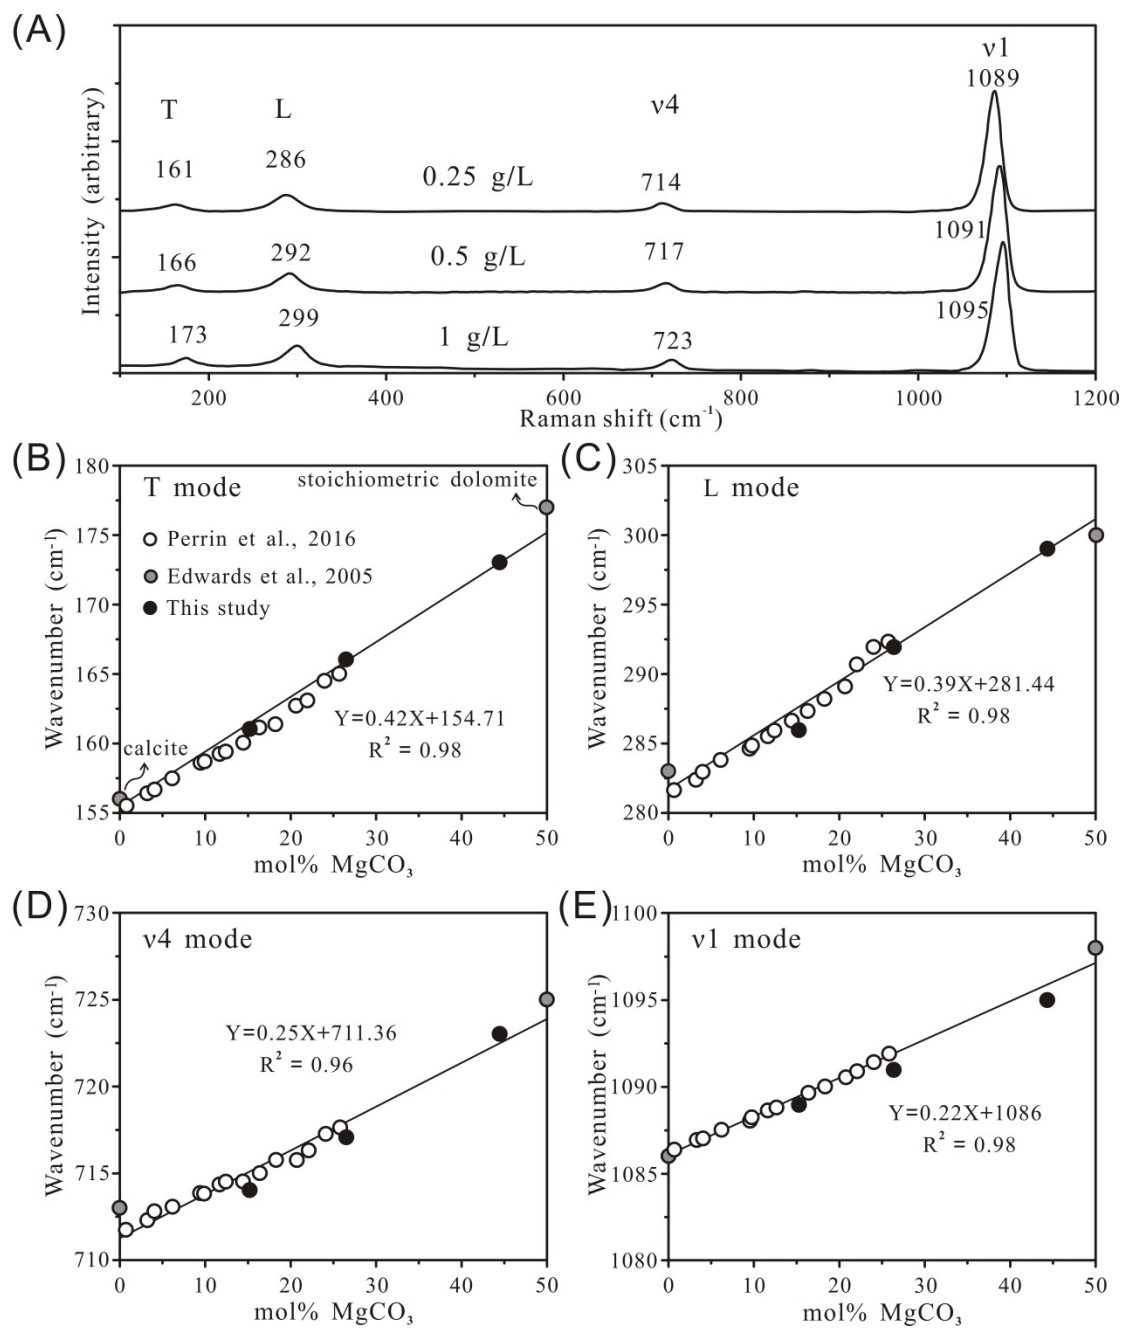 (A)
ν1
1089
T
L
ν4
161
286
0.25 g/L
714
166
292
0.5 g/L
717
1091
173
299
1 g/L
723
1095
Intensity (arbitrary)
200
400
600
800
1000
1200
Raman shift (cm⁻¹)
(B)
T mode
stoichiometric dolomite
Perrin et al., 2016
Edwards et al., 2005
This study
Y=0.42X+154.71
R² = 0.98
calcite
Wavenumber (cm⁻¹)
180
175
170
165
160
155
0
10
20
30
40
50
mol% MgCO₃
(C)
L mode
Y=0.39X+281.44
R² = 0.98
Wavenumber (cm⁻¹)
305
300
295
290
285
280
0
10
20
30
40
50
mol% MgCO₃
(D)
ν4 mode
Y=0.25X+711.36
R² = 0.96
Wavenumber (cm⁻¹)
730
725
720
715
710
0
10
20
30
40
50
mol% MgCO₃
(E)
ν1 mode
Y=0.22X+1086
R² = 0.98
Wavenumber (cm⁻¹)
1100
1095
1090
1085
1080
0
10
20
30
40
50
mol% MgCO₃